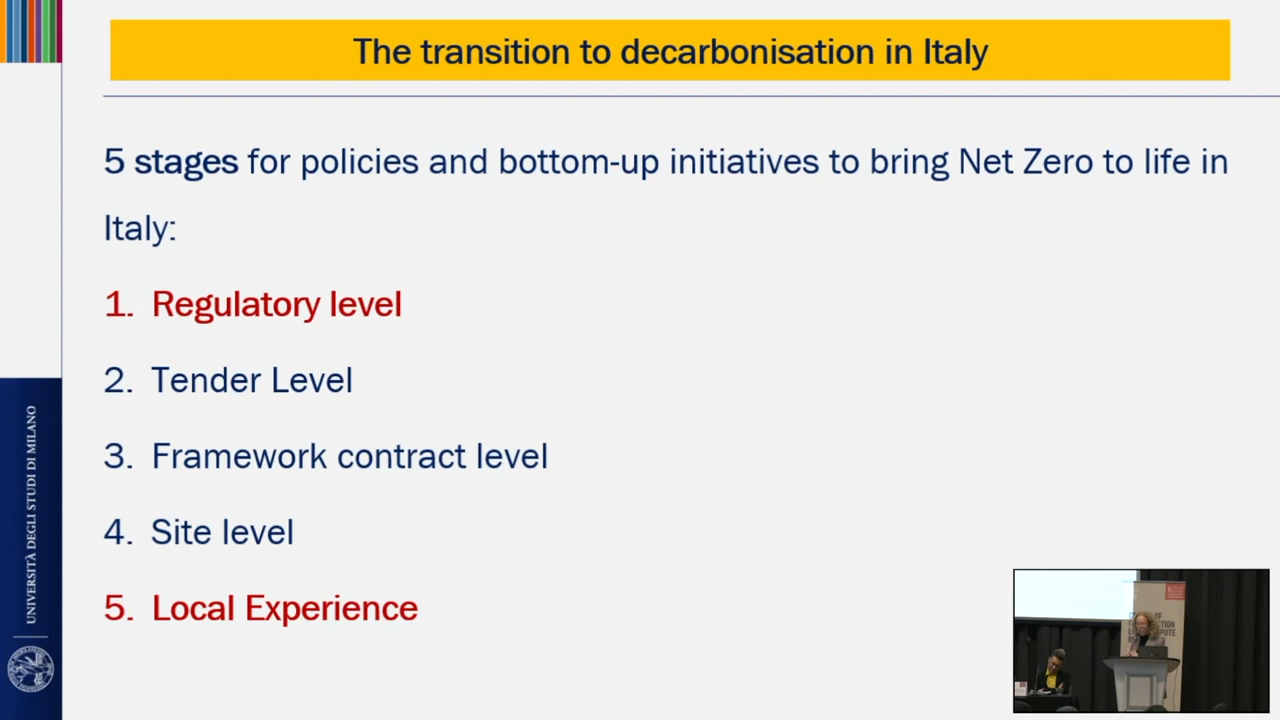 The transition to decarbonisation in Italy
5 stages for policies and bottom-up initiatives to bring Net Zero to life in
Italy:
1. Regulatory level
2. Tender Level
3. Framework contract level
4. Site level
5. Local Experience
UNIVERSITÀ DEGLI STUDI DI MILANO